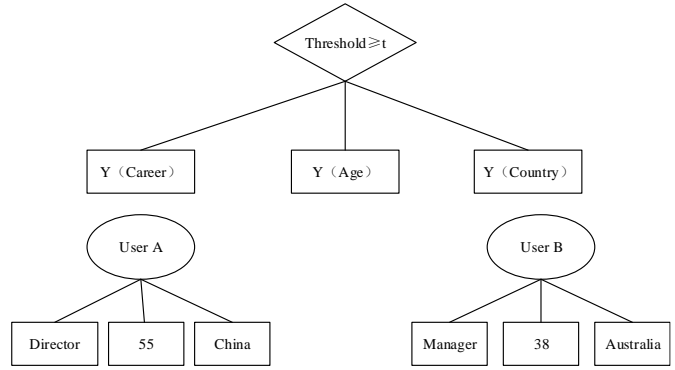 Threshold≥t
Y（Career）
Y（Age）
Y（Country）
User A
User B
Director
55
China
Manager
38
Australia